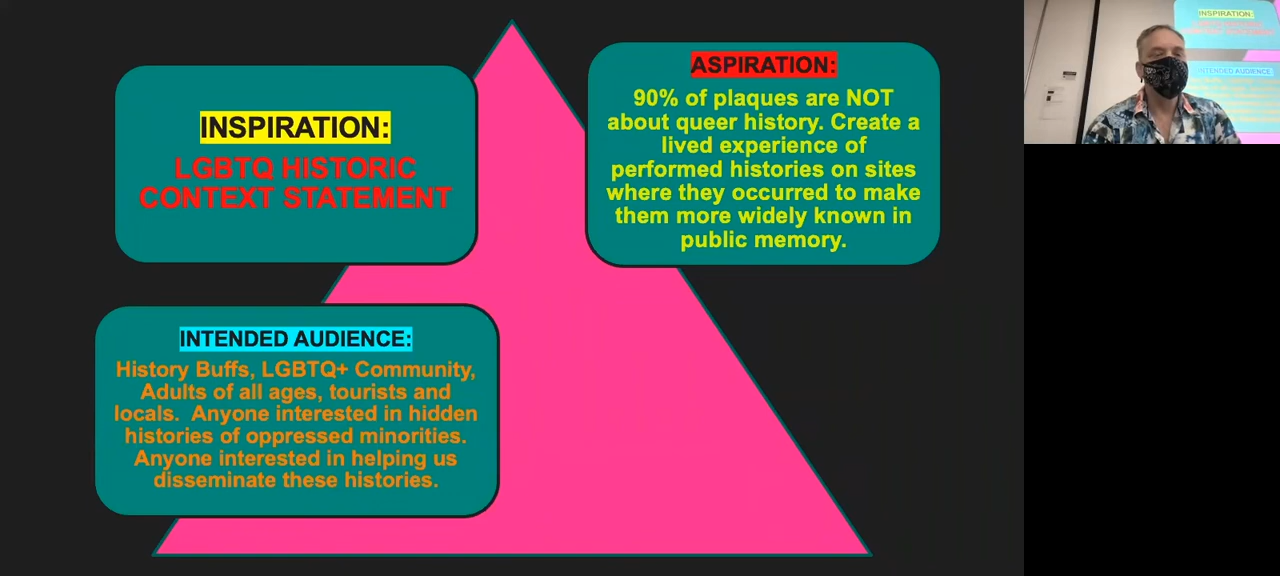 INSPIRATION:
LGBTQ HISTORIC
CONTEXT STATEMENT
ASPIRATION:
90% of plaques are NOT
about queer history. Create a
lived experience of
performed histories on sites
where they occurred to make
them more widely known in
public memory.
INTENDED AUDIENCE:
History Buffs, LGBTQ+ Community,
Adults of all ages, tourists and
locals.  Anyone interested in hidden
histories of oppressed minorities.
Anyone interested in helping us
disseminate these histories.
INSPIRATION:
INTENDED AUDIENCE: